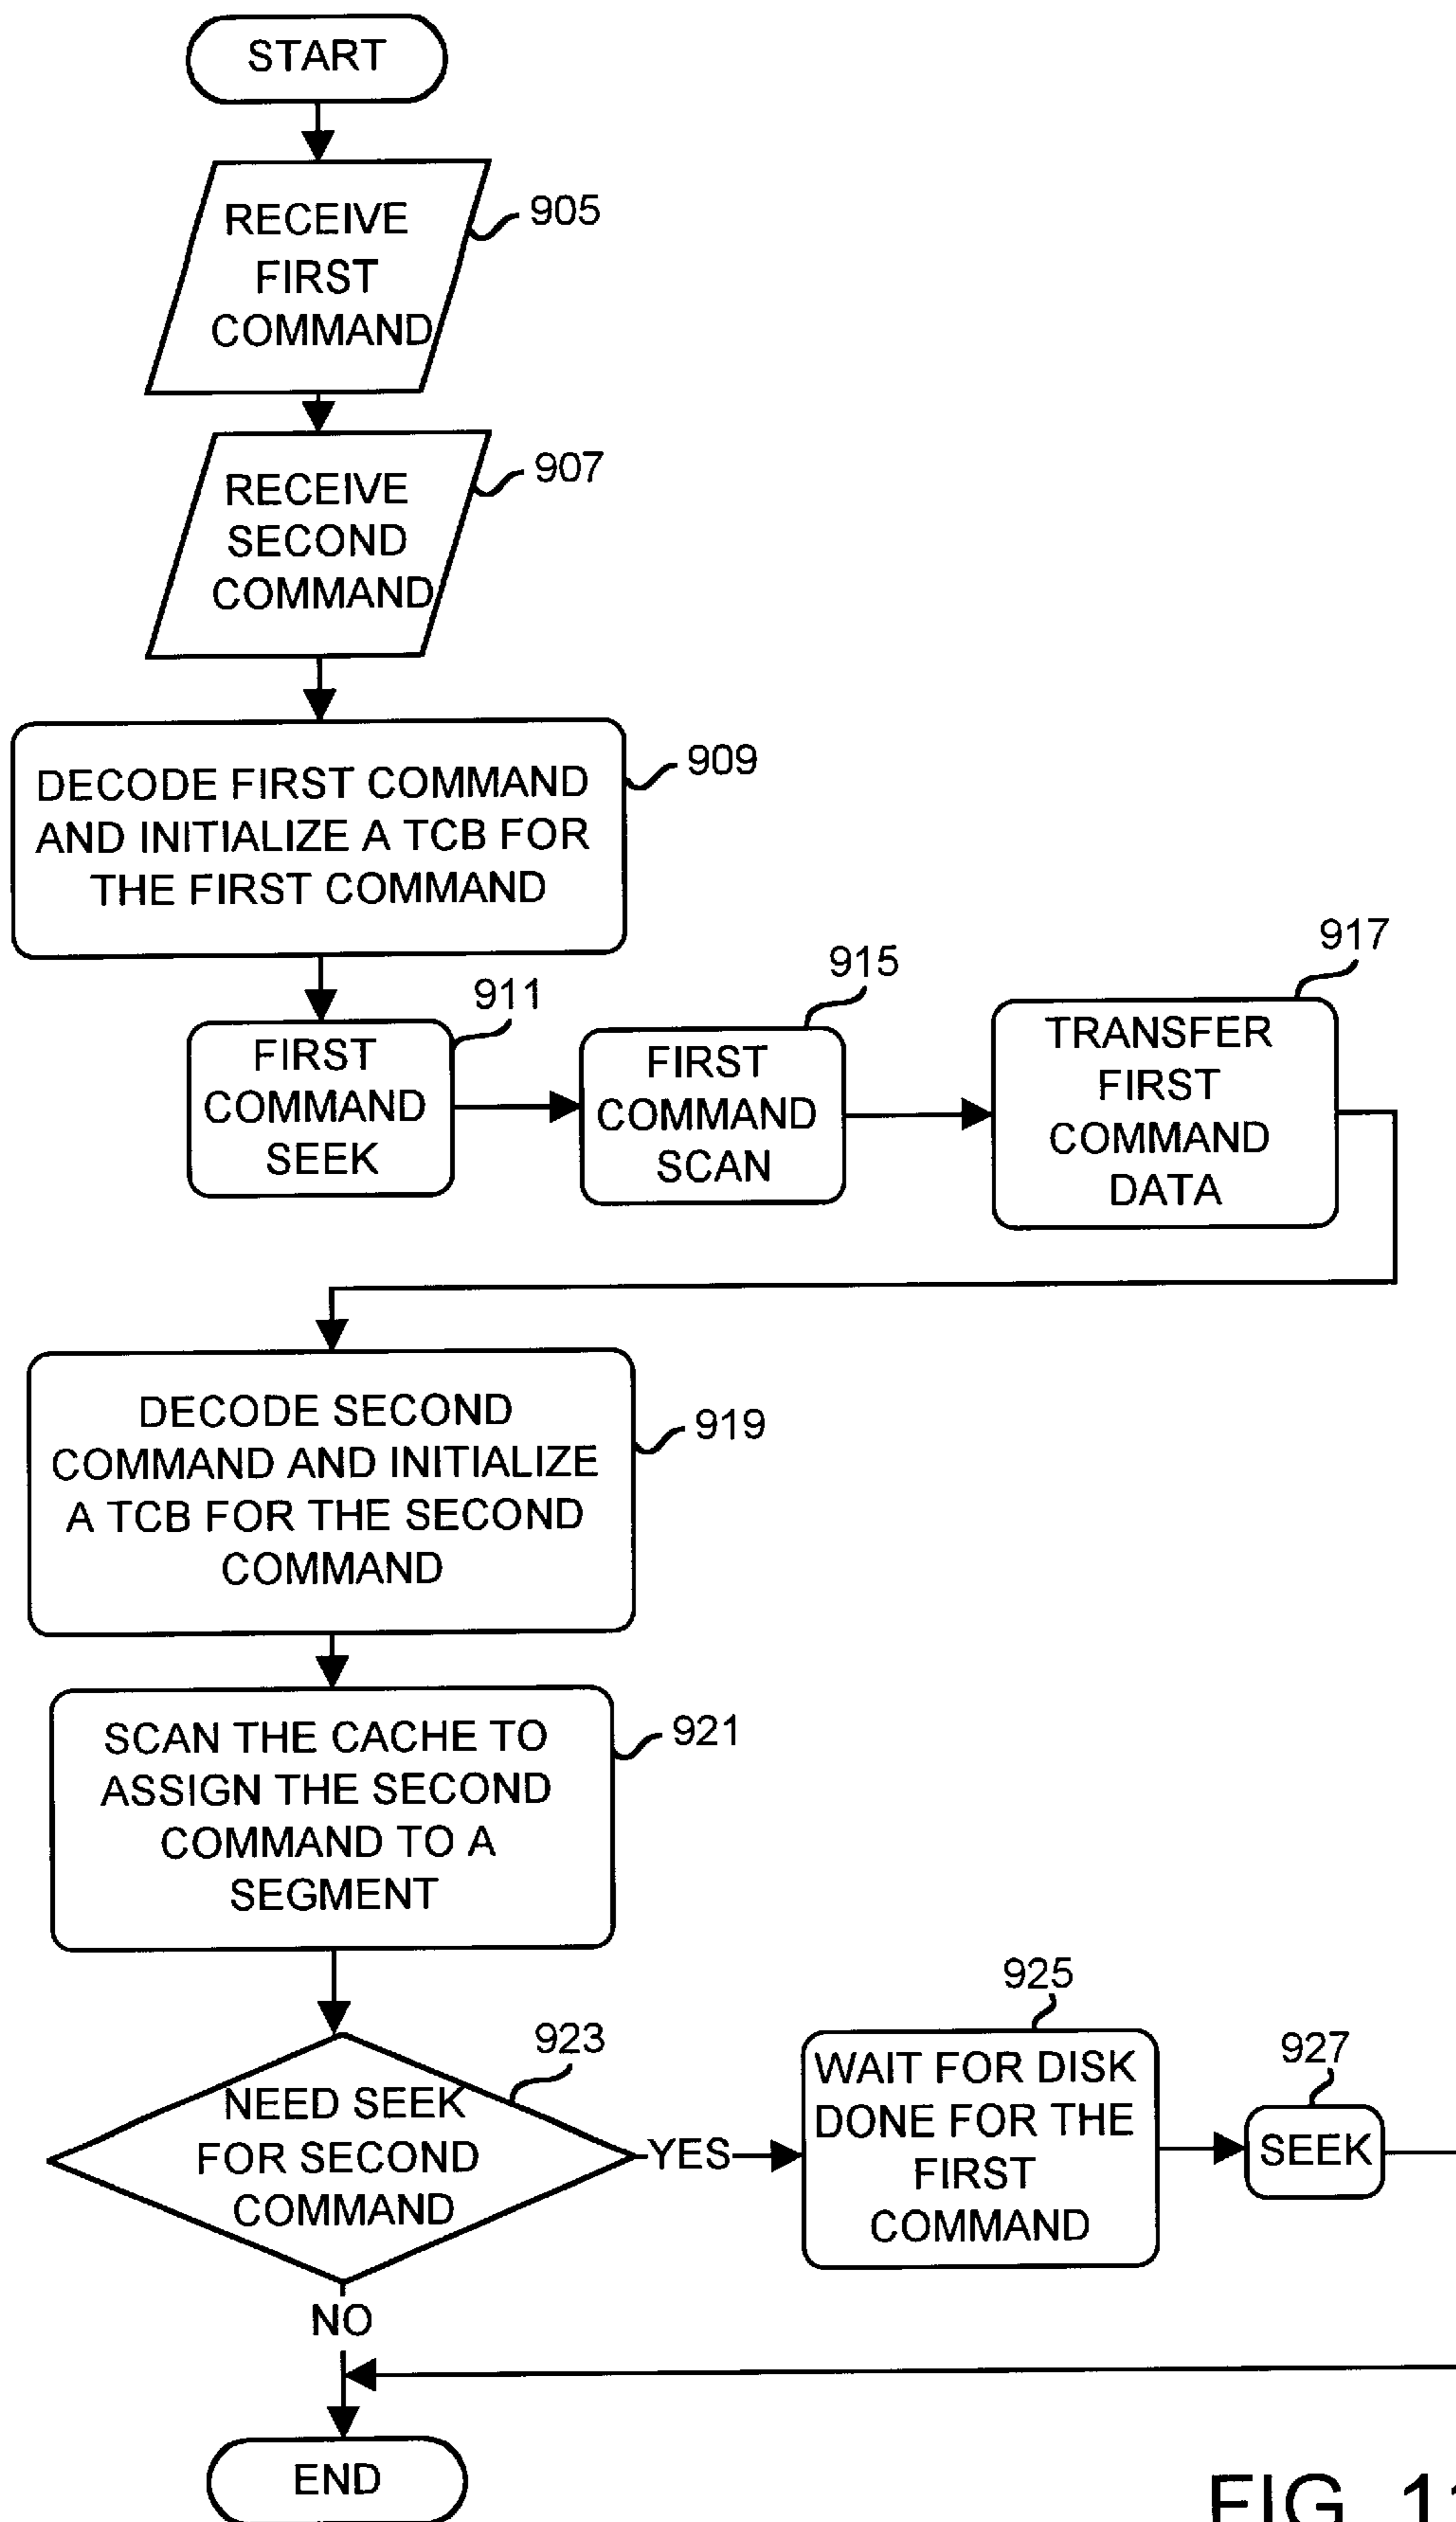 START
RECEIVE
FIRST
COMMAND
905
RECEIVE
SECOND
COMMAND
907
DECODE FIRST COMMAND
AND INITIALIZE A TCB FOR
THE FIRST COMMAND
909
FIRST
COMMAND
SEEK
911
FIRST
COMMAND
SCAN
915
TRANSFER
FIRST
COMMAND
DATA
917
DECODE SECOND
COMMAND AND INITIALIZE
A TCB FOR THE SECOND
COMMAND
919
SCAN THE CACHE TO
ASSIGN THE SECOND
COMMAND TO A
SEGMENT
921
NEED SEEK
FOR SECOND
COMMAND
923
YES
WAIT FOR DISK
DONE FOR THE
FIRST
COMMAND
925
SEEK
927
NO
END
FIG. 11